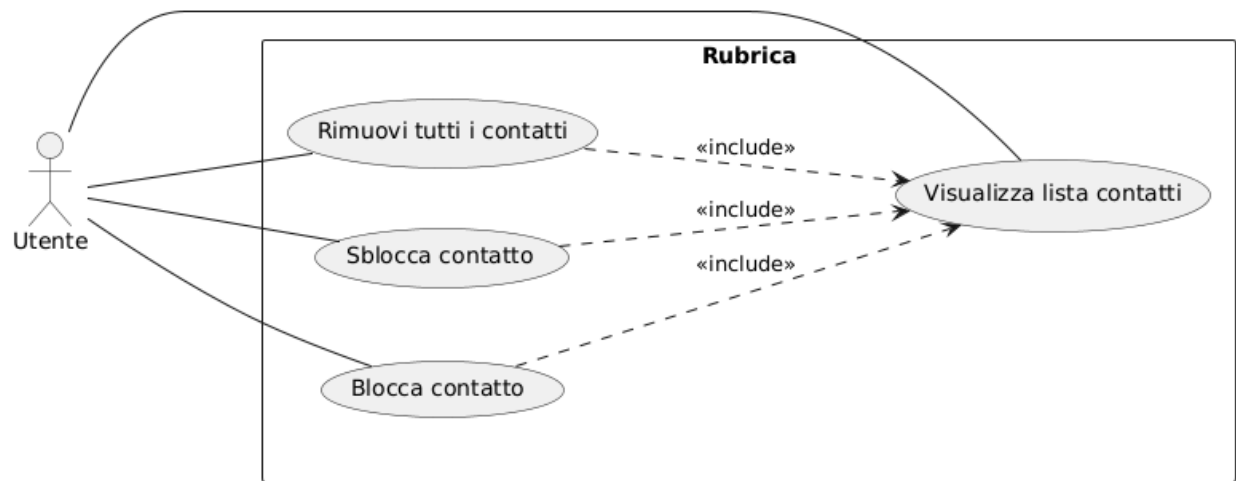 Rubrica
Rimuovi tutti i contatti
«include»
Visualizza lista contatti
«include»
Utente
Sblocca contatto
«include»
Blocca contatto